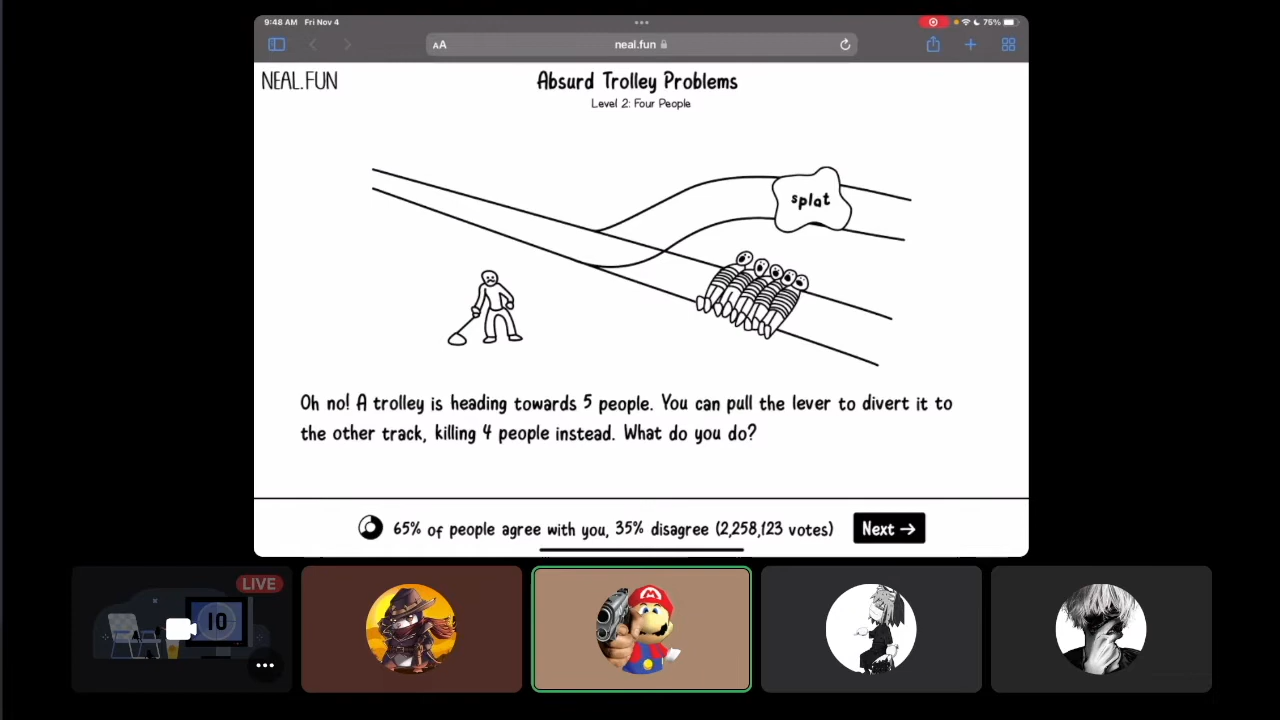 9:48 AM Fri Nov 4
75%
AA
neal.fun
NEAL.FUN
Absurd Trolley Problems
Level 2: Four People
splat
Oh no! A trolley is heading towards 5 people. You can pull the lever to divert it to
the other track, killing 4 people instead. What do you do?
65% of people agree with you, 35% disagree (2,258,123 votes)
Next →
LIVE
10
M